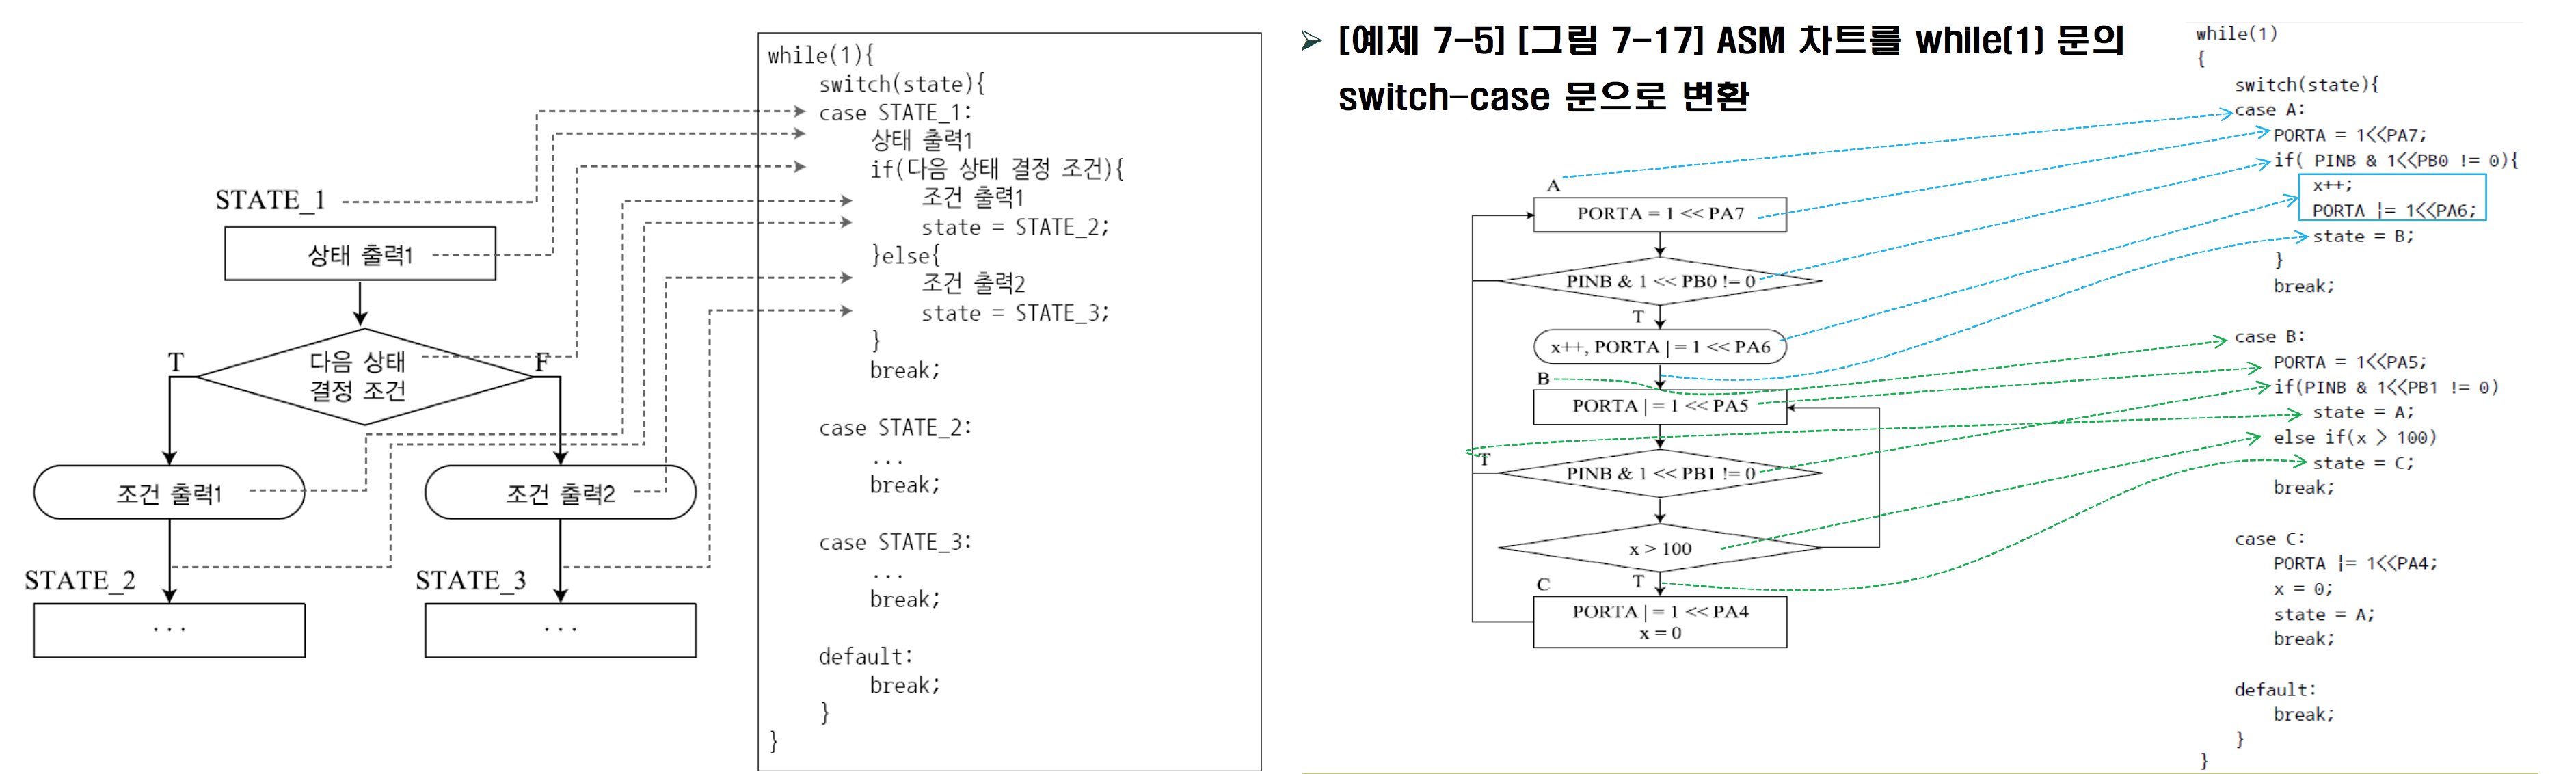 STATE_1
상태 출력1
T
다음 상태
결정 조건
F
조건 출력1
조건 출력2
STATE_2
STATE_3
...
...
while(1){
switch(state){
case STATE_1:
상태 출력1
if(다음 상태 결정 조건){
조건 출력1
state = STATE_2;
}else{
조건 출력2
state = STATE_3;
}
break;
case STATE_2:
...
break;
case STATE_3:
...
break;
default:
break;
}
}
➢ [예제 7-5] [그림 7-17] ASM 차트를 while(1) 문의
switch-case 문으로 변환
A
PORTA = 1 << PA7
PINB & 1 << PB0 != 0
T
x++, PORTA | = 1 << PA6
B
PORTA | = 1 << PA5
T
PINB & 1 << PB1 != 0
x > 100
T
C
PORTA | = 1 << PA4
x = 0
while(1)
{
switch(state){
case A:
PORTA = 1<<PA7;
if( PINB & 1<<PB0 != 0){
x++;
PORTA |= 1<<PA6;
state = B;
}
break;
case B:
PORTA = 1<<PA5;
if(PINB & 1<<PB1 != 0)
state = A;
else if(x > 100)
state = C;
break;
case C:
PORTA |= 1<<PA4;
x = 0;
state = A;
break;
default:
break;
}
}